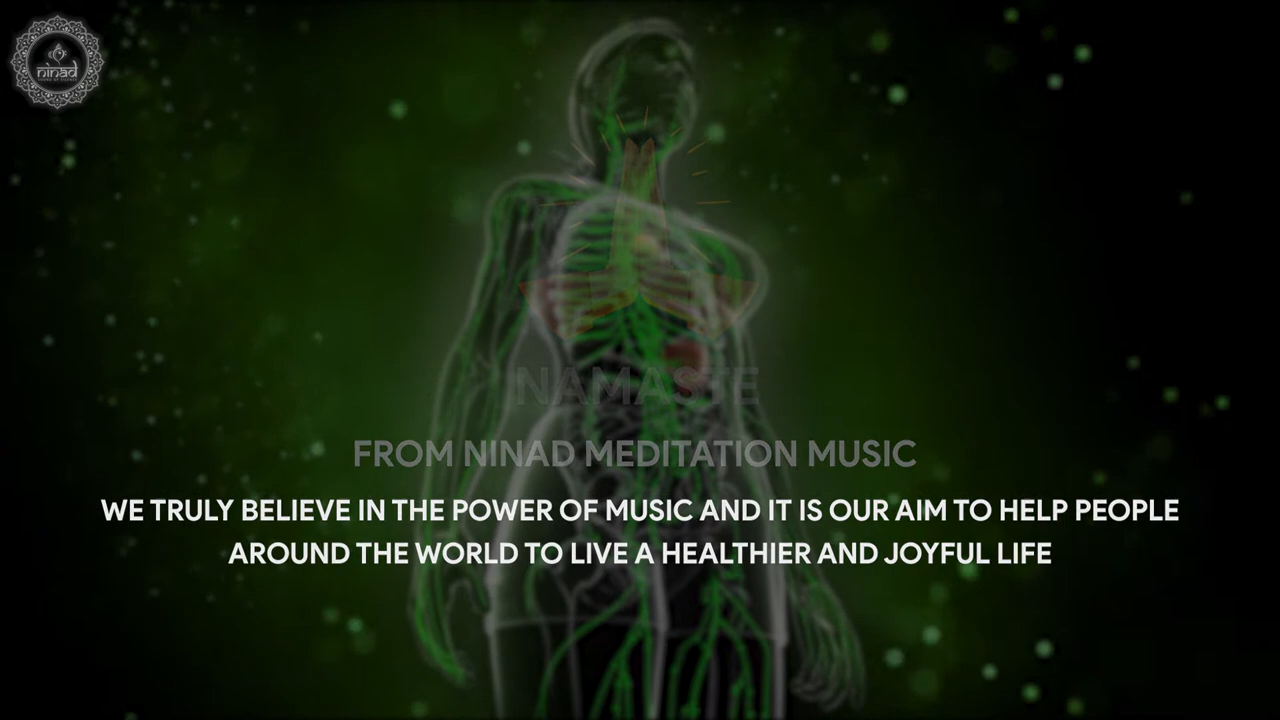 ninad
NAMASTE
FROM NINAD MEDITATION MUSIC
WE TRULY BELIEVE IN THE POWER OF MUSIC AND IT IS OUR AIM TO HELP PEOPLE
AROUND THE WORLD TO LIVE A HEALTHIER AND JOYFUL LIFE